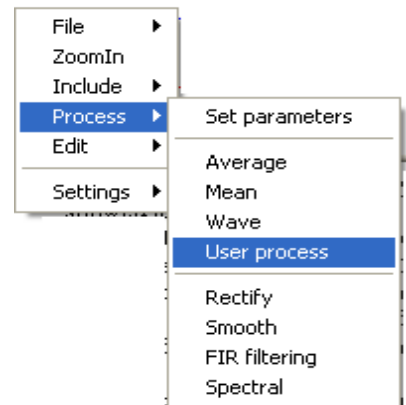 File
ZoomIn
Include
Process
Edit
Settings
Set parameters
Average
Mean
Wave
User process
Rectify
Smooth
FIR filtering
Spectral